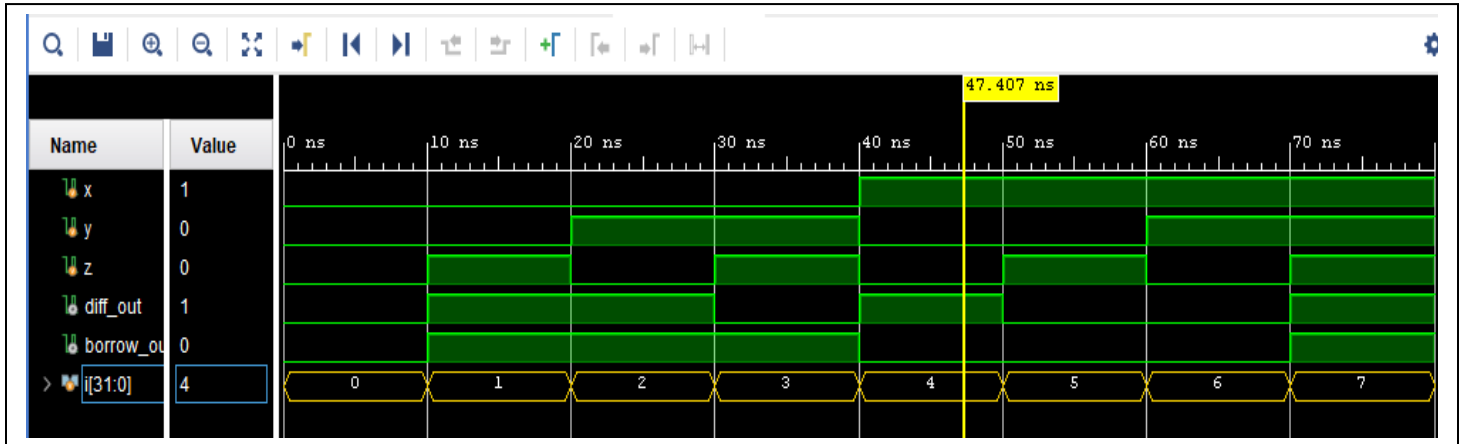 47.407 ns
Name Value 0 ns 10 ns 20 ns 30 ns 40 ns 50 ns 60 ns 70 ns
x 1
y 0
z 0
diff_out 1
borrow_ou 0
i[31:0] 4 0 1 2 3 4 5 6 7